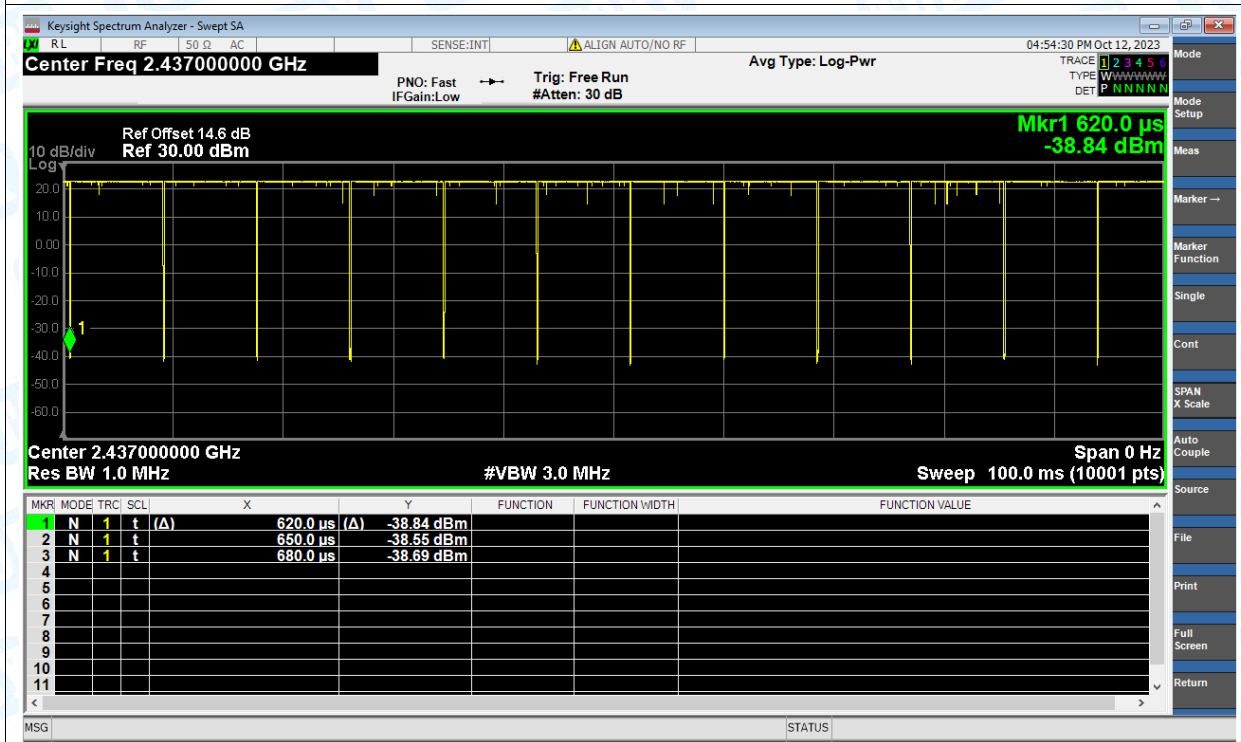 Keysight Spectrum Analyzer - Swept SA
LXI RL RF 50 Ω AC SENSE:INT ALIGN AUTO/NO RF 04:54:30 PM Oct 12, 2023
Center Freq 2.437000000 GHz Avg Type: Log-Pwr TRACE 1 2 3 4 5 6
PNO: Fast Trig: Free Run TYPE WWWWWW
IFGain:Low #Atten: 30 dB DET P N N N N N
Mkr1 620.0 µs
-38.84 dBm
Ref Offset 14.6 dB
10 dB/div Ref 30.00 dBm
Log
20.0
10.0
0.00
-10.0
-20.0
-30.0
1
-40.0
-50.0
-60.0
Center 2.437000000 GHz Span 0 Hz
Res BW 1.0 MHz #VBW 3.0 MHz Sweep 100.0 ms (10001 pts)
MKR MODE TRC SCL X Y FUNCTION FUNCTION WIDTH FUNCTION VALUE
1 N 1 t (Δ) 620.0 µs (Δ) -38.84 dBm
2 N 1 t 650.0 µs -38.55 dBm
3 N 1 t 680.0 µs -38.69 dBm
4
5
6
7
8
9
10
11
MSG STATUS
Mode
Mode
Setup
Meas
Marker →
Marker
Function
Single
Cont
SPAN
X Scale
Auto
Couple
Source
File
Print
Full
Screen
Return